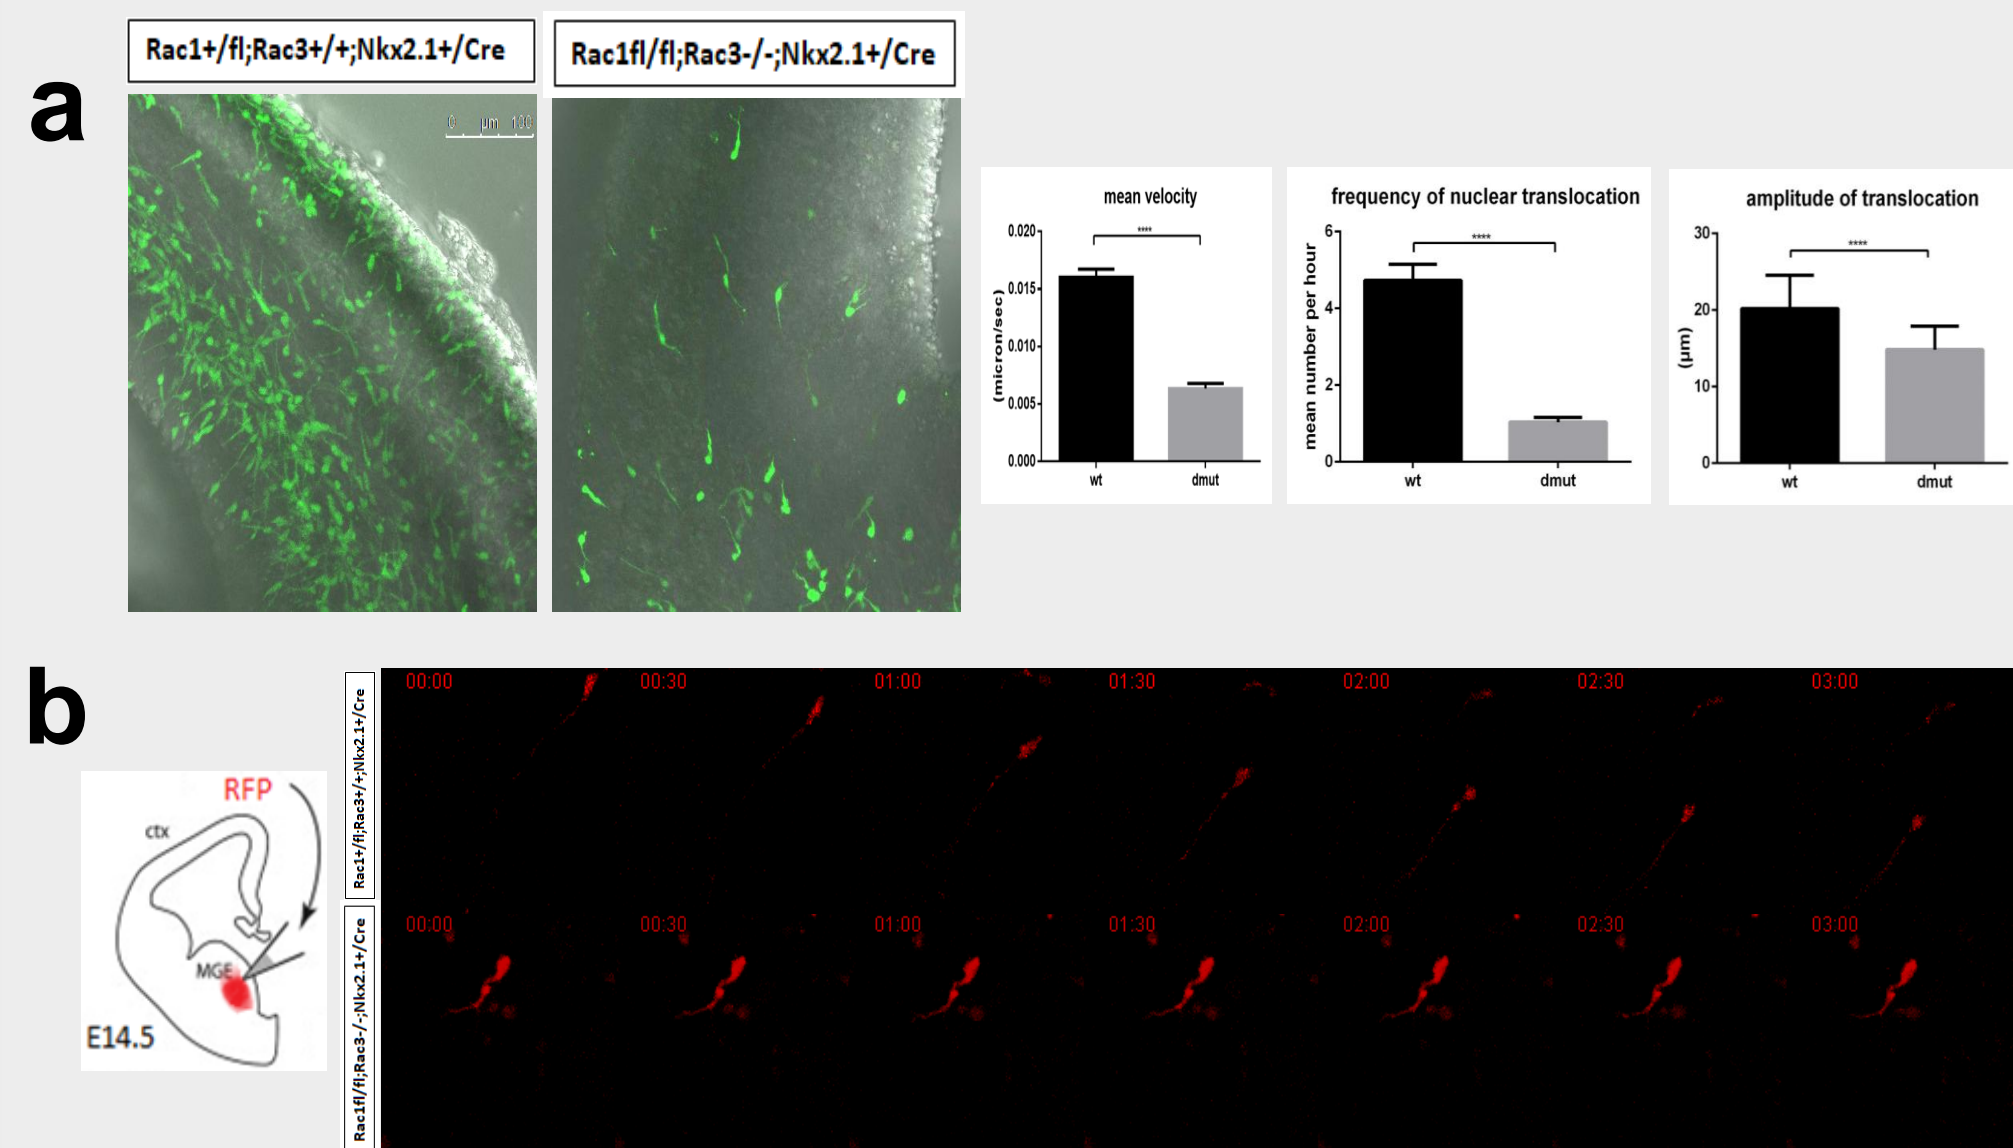 a
Rac1+/fl;Rac3+/+;Nkx2.1+/Cre
Rac1fl/fl;Rac3-/-;Nkx2.1+/Cre
0 µm 100
mean velocity
(micron/sec)
0.020
0.015
0.010
0.005
0.000
****
wt dmut
frequency of nuclear translocation
mean number per hour
6
4
2
0
****
wt dmut
amplitude of translocation
(µm)
30
20
10
0
****
wt dmut
b
RFP
ctx
MGE
E14.5
Rac1+/fl;Rac3+/+;Nkx2.1+/Cre
00:00 00:30 01:00 01:30 02:00 02:30 03:00
Rac1fl/fl;Rac3-/-;Nkx2.1+/Cre
00:00 00:30 01:00 01:30 02:00 02:30 03:00